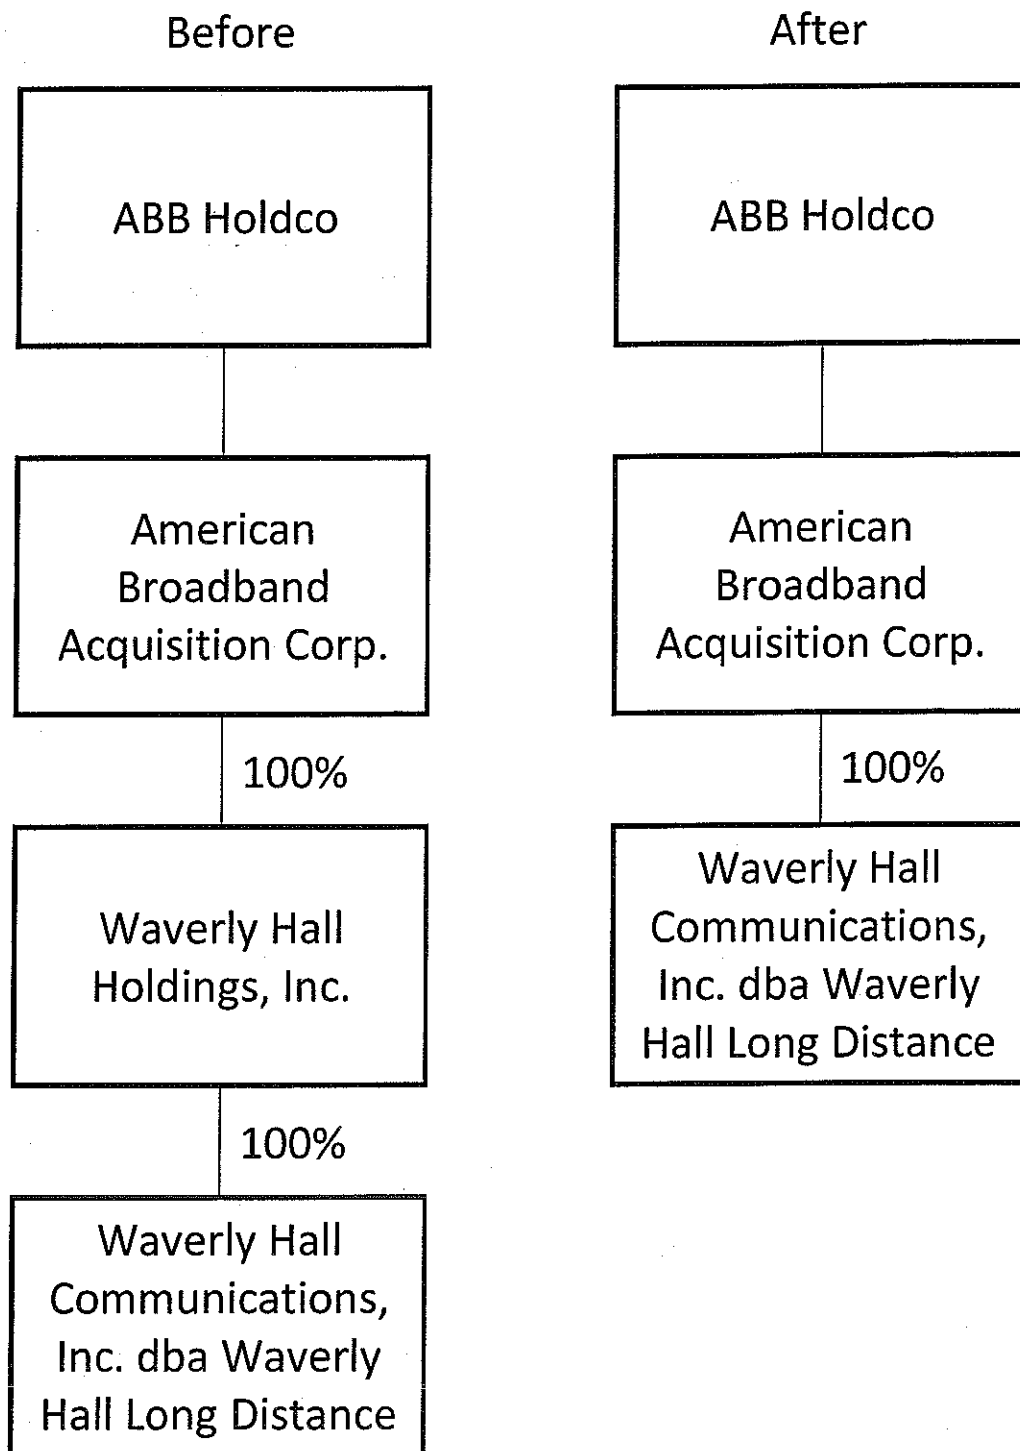 Before
ABB Holdco
American
Broadband
Acquisition Corp.
100%
Waverly Hall
Holdings, Inc.
100%
Waverly Hall
Communications,
Inc. dba Waverly
Hall Long Distance
After
ABB Holdco
American
Broadband
Acquisition Corp.
100%
Waverly Hall
Communications,
Inc. dba Waverly
Hall Long Distance